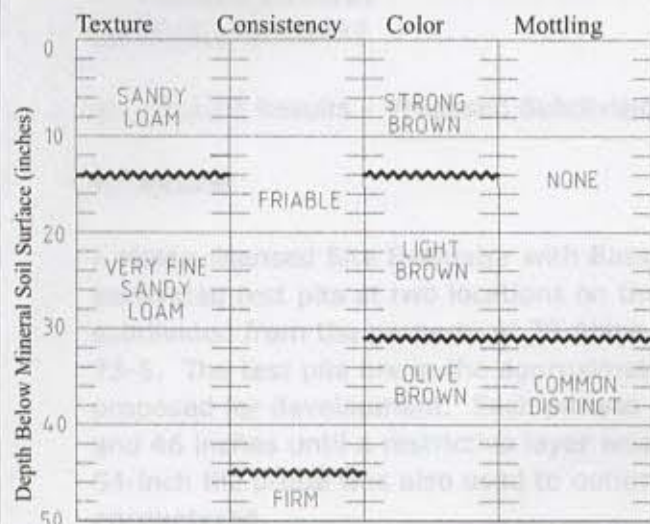 Texture Consistency Color Mottling
Depth Below Mineral Soil Surface (inches)
0
10
20
30
40
50
SANDY
LOAM
VERY FINE
SANDY
LOAM
FRIABLE
FIRM
STRONG
BROWN
LIGHT
BROWN
OLIVE
BROWN
NONE
COMMON
DISTINCT